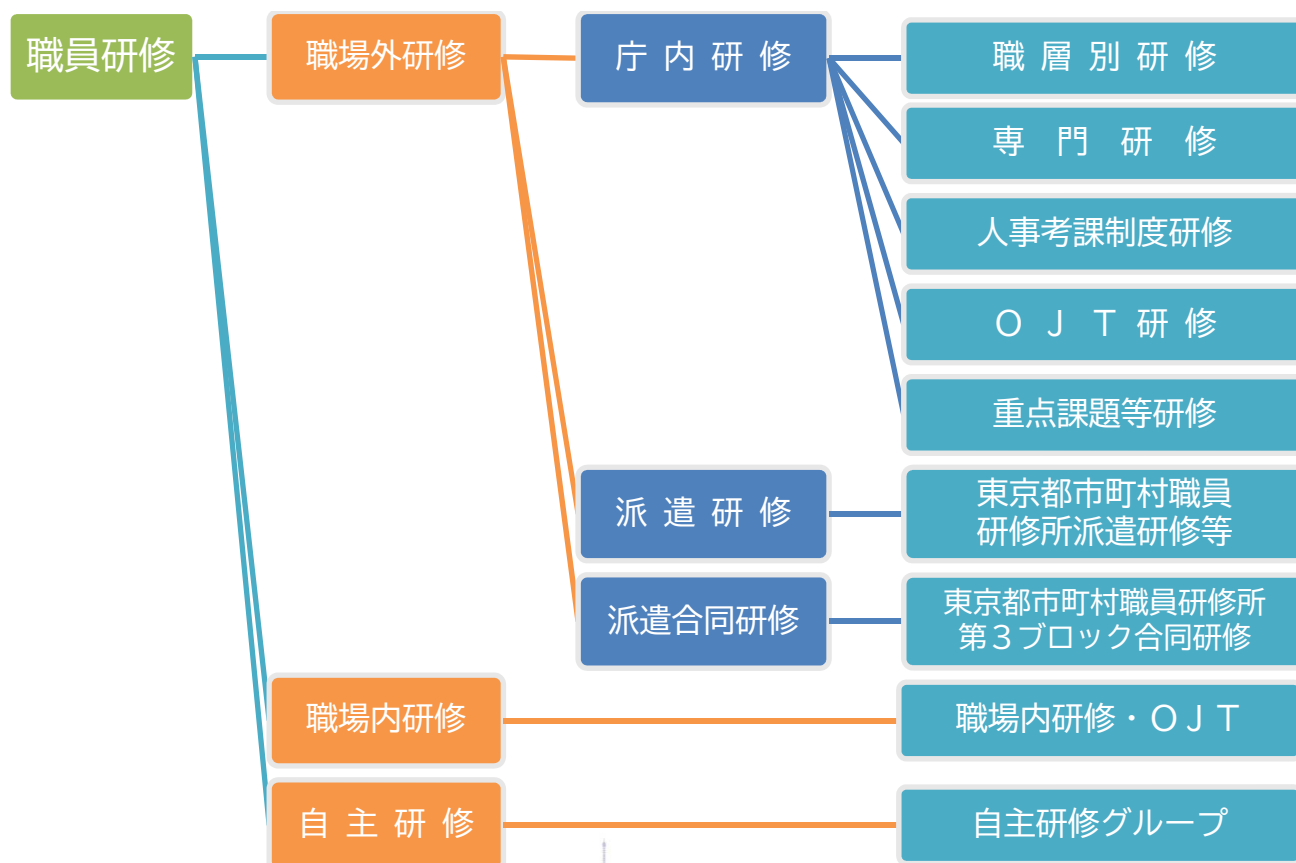 職員研修
職場外研修
庁内研修
職層別研修
専門研修
人事考課制度研修
OJT研修
重点課題等研修
派遣研修
東京都市町村職員
研修所派遣研修等
派遣合同研修
東京都市町村職員研修所
第3ブロック合同研修
職場内研修
職場内研修・OJT
自主研修
自主研修グループ